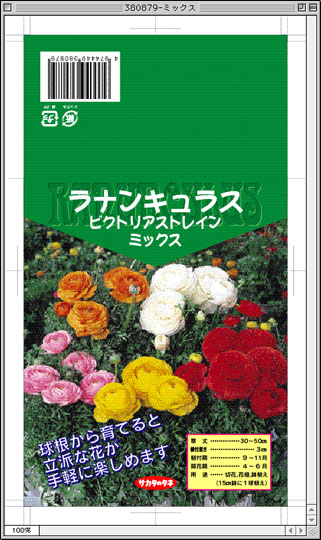 380879-ミックス
4 974449 380879
紙
プラ
RANUNCULUS
ラナンキュラス
ビクトリアストレイン
ミックス
球根から育てると
立派な花が
手軽に楽しめます
サカタのタネ
草　丈 ･････････････ 30～50cm
植付深さ ･････････････ 3cm
植付期 ･････････ 9～11月
開花期 ･････････ 4～6月
用　途 ･････ 切花､花壇､鉢植え
(15cm鉢に1球植え)
100%